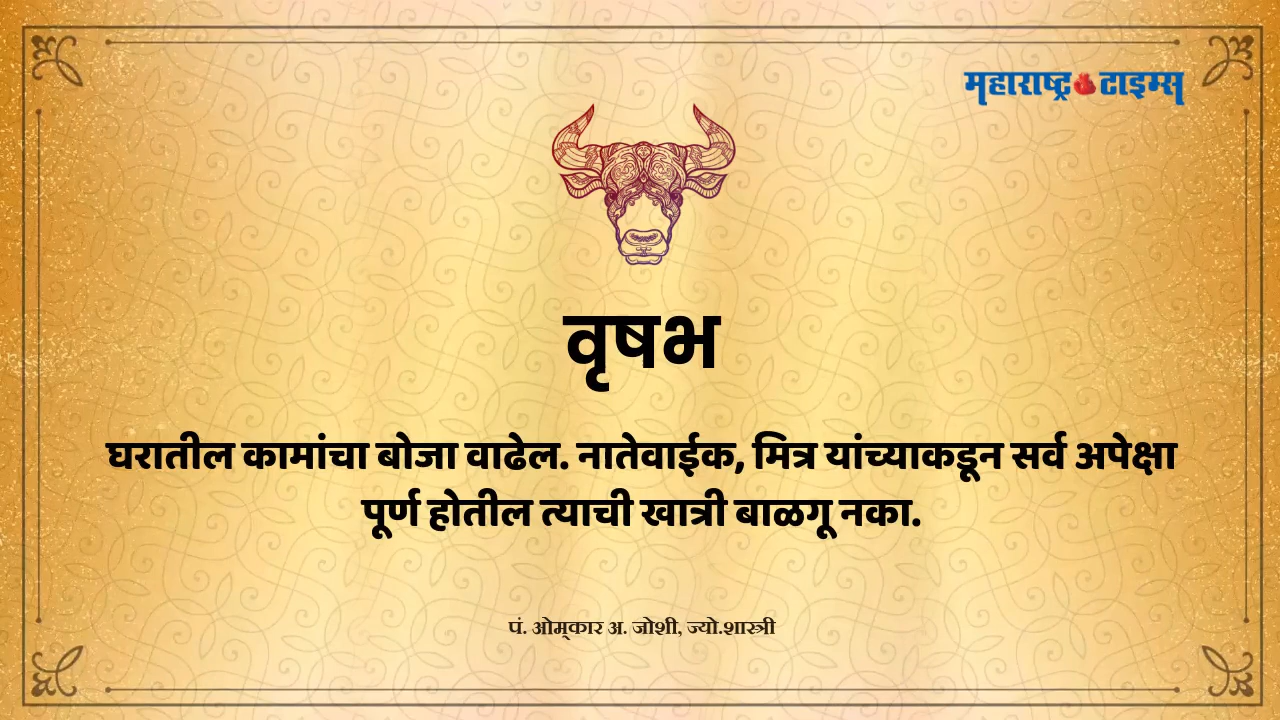 महाराष्ट्र टाइम्स
वृषभ
घरातील कामांचा बोजा वाढेल. नातेवाईक, मित्र यांच्याकडून सर्व अपेक्षा
पूर्ण होतील त्याची खात्री बाळगू नका.
पं. ओम्कार अ. जोशी, ज्यो.शास्त्री